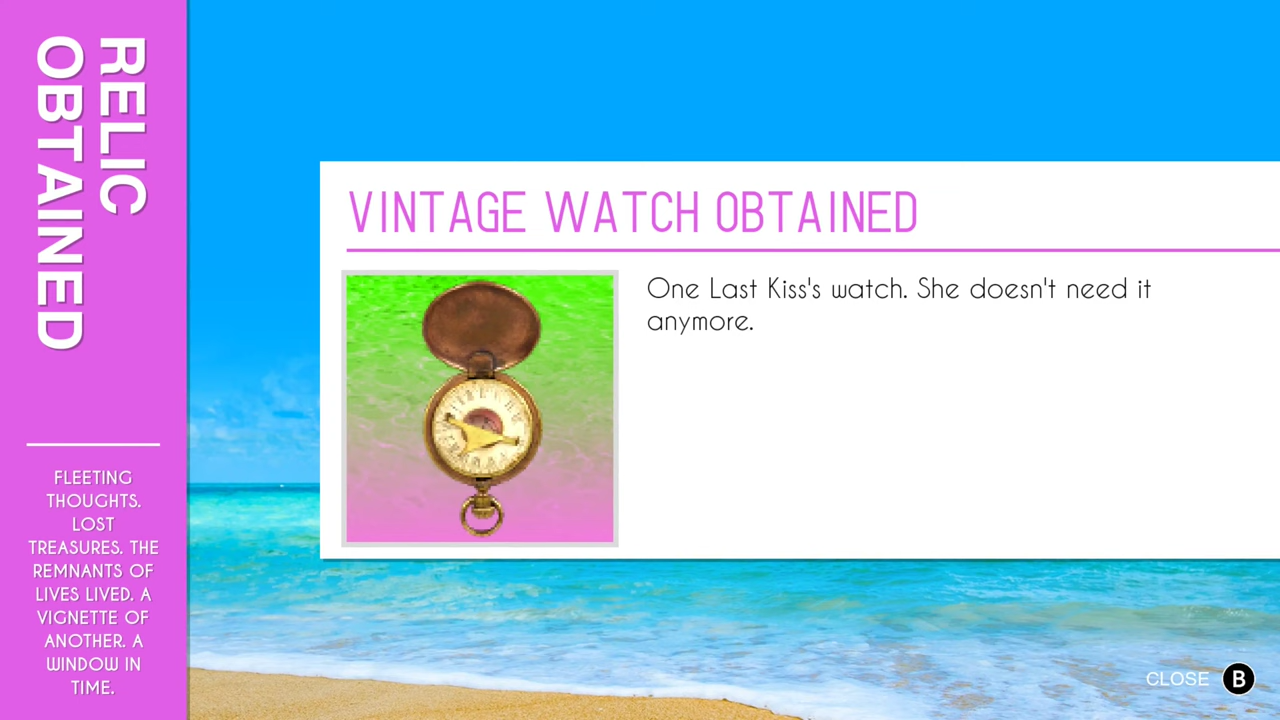 RELIC
OBTAINED
FLEETING
THOUGHTS.
LOST
TREASURES. THE
REMNANTS OF
LIVES LIVED. A
VIGNETTE OF
ANOTHER. A
WINDOW IN
TIME.
VINTAGE WATCH OBTAINED
One Last Kiss's watch. She doesn't need it
anymore.
CLOSE B